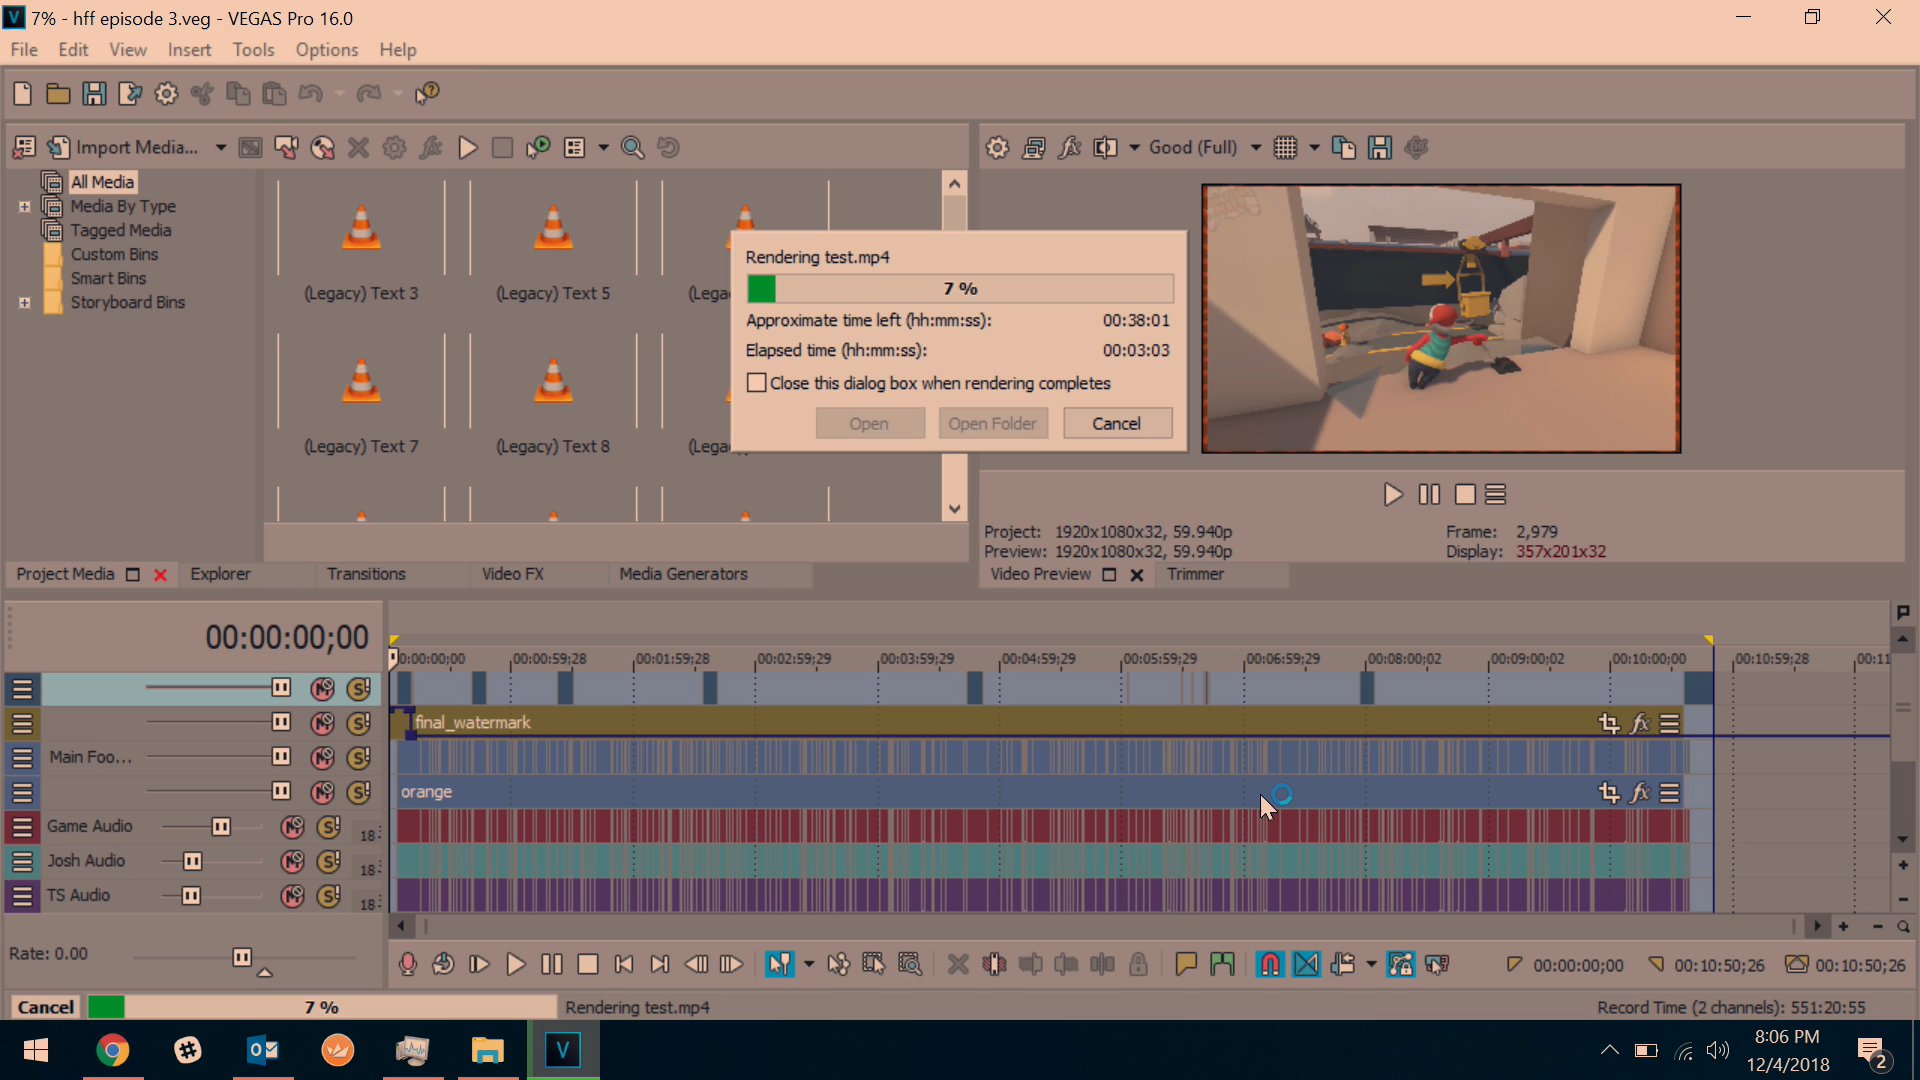 7% - hff episode 3.veg - VEGAS Pro 16.0
File Edit View Insert Tools Options Help
Import Media...
Good (Full)
All Media
Media By Type
Tagged Media
Custom Bins
Smart Bins
Storyboard Bins
(Legacy) Text 3
(Legacy) Text 5
(Legacy) Text 7
(Legacy) Text 8
Rendering test.mp4
7 %
Approximate time left (hh:mm:ss): 00:38:01
Elapsed time (hh:mm:ss): 00:03:03
Close this dialog box when rendering completes
Open Open Folder Cancel
Project: 1920x1080x32, 59.940p Frame: 2,979
Preview: 1920x1080x32, 59.940p Display: 357x201x32
Project Media Explorer Transitions Video FX Media Generators
Video Preview Trimmer
00:00:00;00
0:00:00;00 00:00:59;28 00:01:59;28 00:02:59;29 00:03:59;29 00:04:59;29 00:05:59;29 00:06:59;29 00:08:00;02 00:09:00;02 00:10:00;00 00:10:59;28 00:11
final_watermark
Main Foo...
orange
Game Audio 18
Josh Audio 18
TS Audio 18
Rate: 0.00
00:00:00;00 00:10:50;26 00:10:50;26
Cancel 7 % Rendering test.mp4 Record Time (2 channels): 551:20:55
8:06 PM
12/4/2018
2